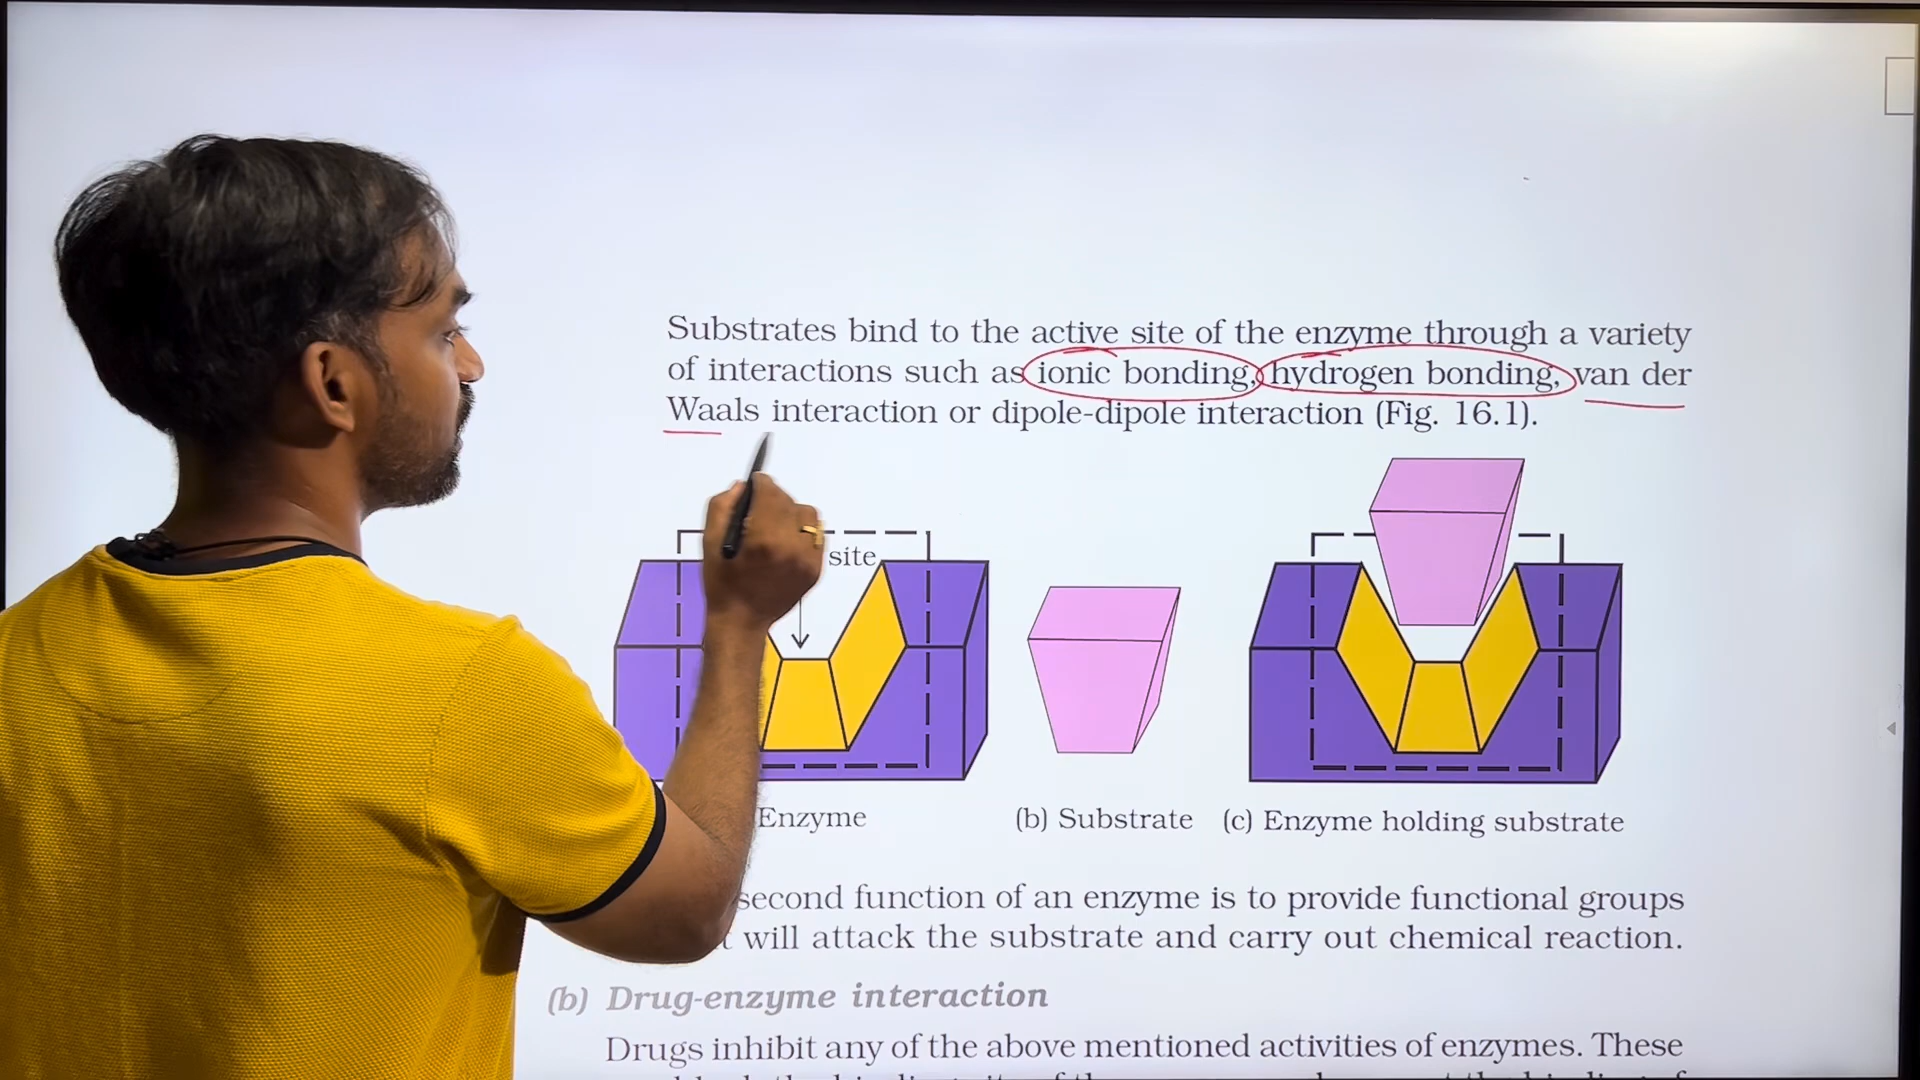 Substrates bind to the active site of the enzyme through a variety
of interactions such as ionic bonding, hydrogen bonding, van der
Waals interaction or dipole-dipole interaction (Fig. 16.1).
site
Enzyme
(b) Substrate
(c) Enzyme holding substrate
second function of an enzyme is to provide functional groups
will attack the substrate and carry out chemical reaction.
(b) Drug-enzyme interaction
Drugs inhibit any of the above mentioned activities of enzymes. These